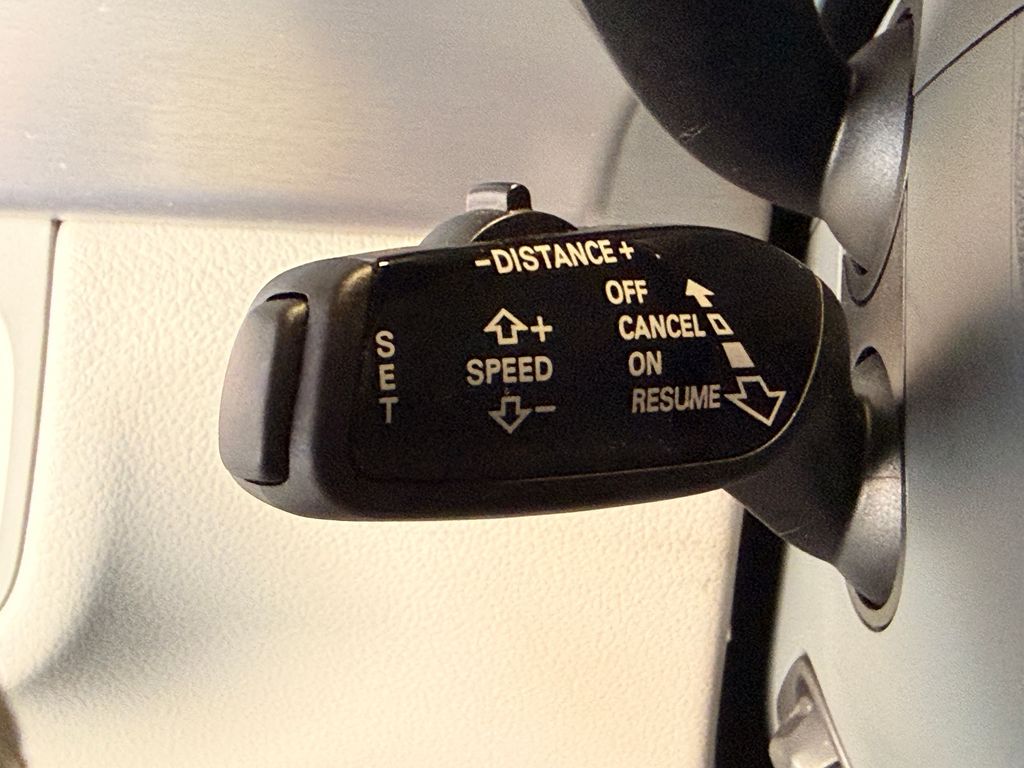 -DISTANCE+
OFF
CANCEL
ON
RESUME
+
SPEED
-
SET